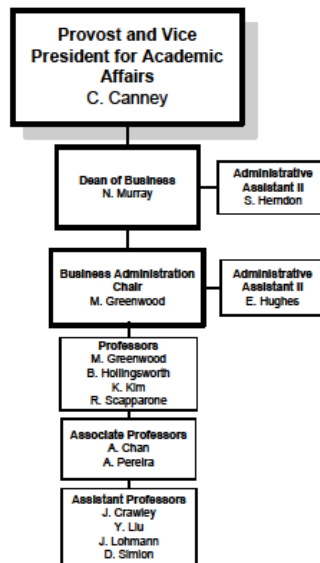 Provost and Vice
President for Academic
Affairs
C. Canney
Dean of Business
N. Murray
Administrative
Assistant II
S. Herndon
Business Administration
Chair
M. Greenwood
Administrative
Assistant II
E. Hughes
Professors
M. Greenwood
B. Hollingsworth
K. Kim
R. Scapparone
Associate Professors
A. Chan
A. Pereira
Assistant Professors
J. Crawley
Y. Liu
J. Lohmann
D. Simion